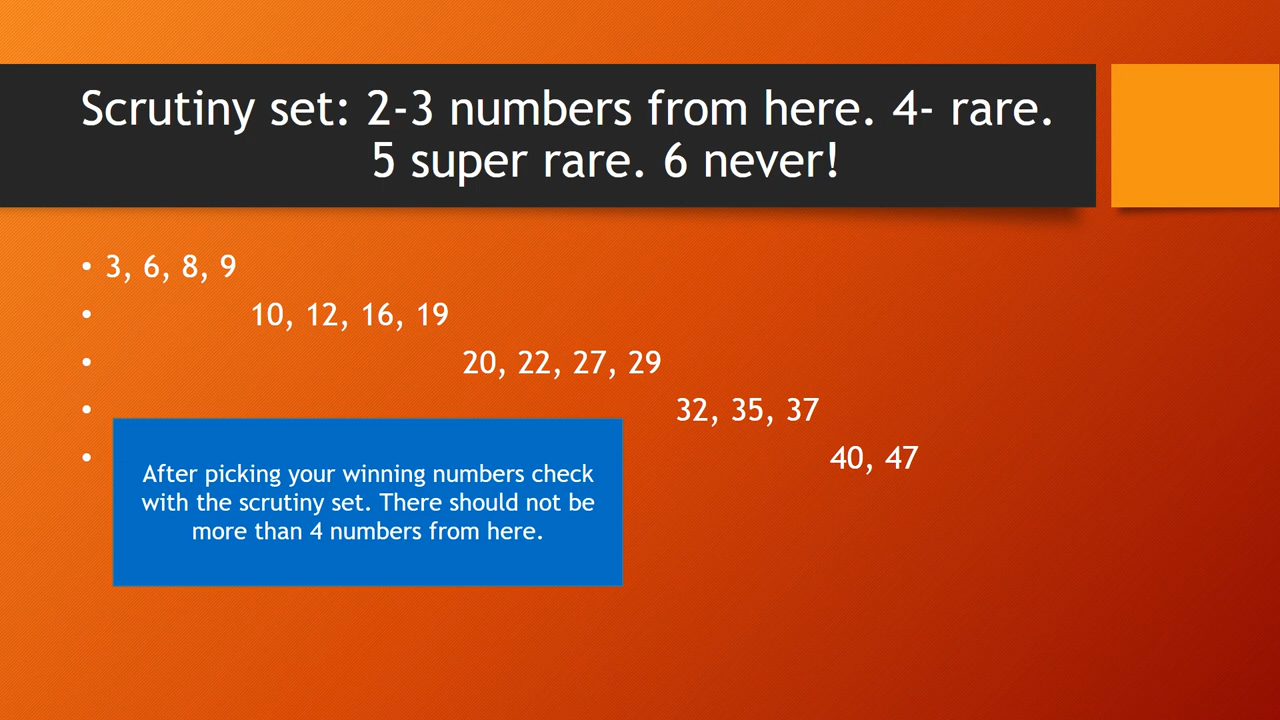 Scrutiny set: 2-3 numbers from here. 4- rare.
5 super rare. 6 never!
• 3, 6, 8, 9
• 10, 12, 16, 19
• 20, 22, 27, 29
• 32, 35, 37
• 40, 47
After picking your winning numbers check
with the scrutiny set. There should not be
more than 4 numbers from here.